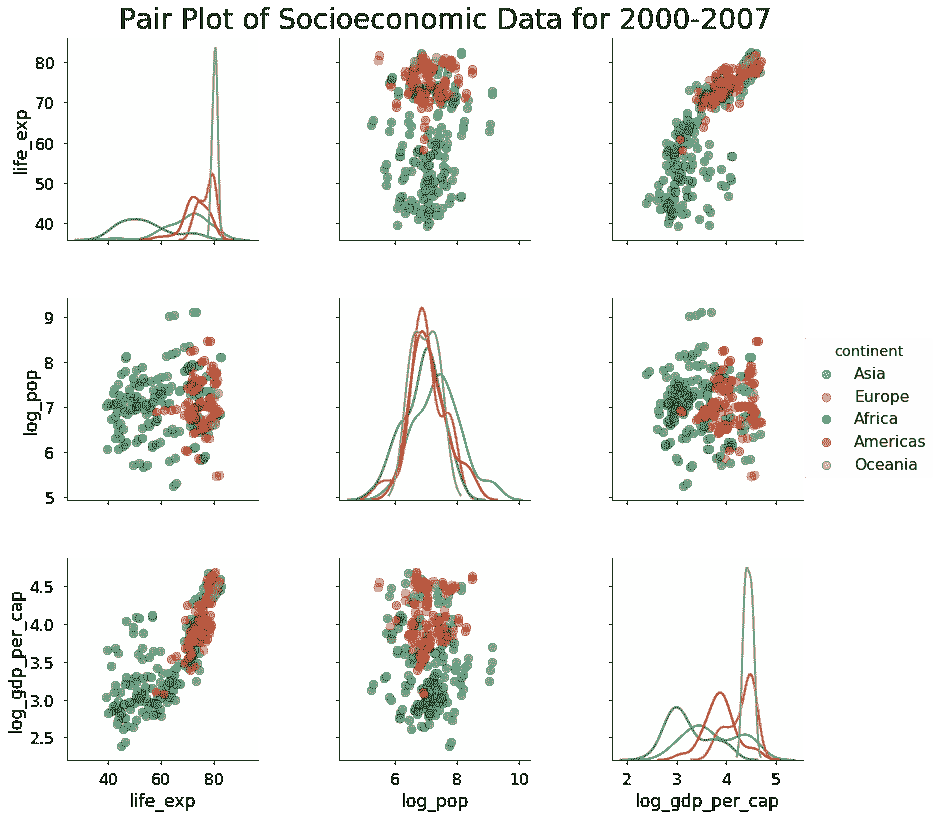 Pair Plot of Socioeconomic Data for 2000-2007
80
70
60
50
40
life_exp
9
8
7
6
5
log_pop
continent
Asia
Europe
Africa
Americas
Oceania
4.5
4.0
3.5
3.0
2.5
log_gdp_per_cap
40 60 80
life_exp
6 8 10
log_pop
2 3 4 5
log_gdp_per_cap